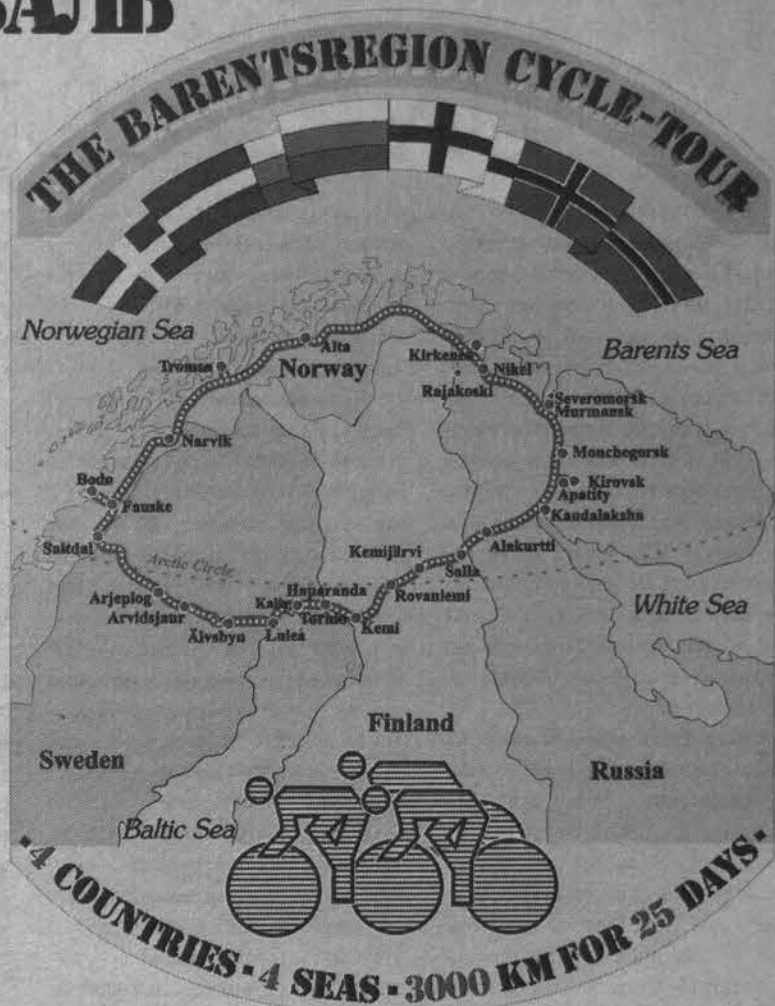 THE BARENTSREGION CYCLE-TOUR
Norwegian Sea
Barents Sea
Alta
Norway
Tromsø
Kirkenes
Nikel
Rajakoski
Severomorsk
Murmansk
Narvik
Monchegorsk
Bodø
Kirovsk
Apatity
Fauske
Kandalaksha
Saltdal
Alakurtti
Kemijärvi
Arctic Circle
Salla
Haparanda
Rovaniemi
Arjeplog
Kalix
White Sea
Arvidsjaur
Tornio
Älvsbyn
Luleå
Kemi
Finland
Sweden
Russia
Baltic Sea
·4 COUNTRIES·4 SEAS·3000 KM FOR 25 DAYS·